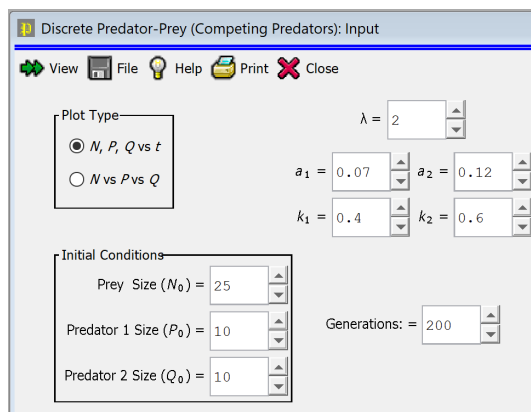 Discrete Predator-Prey (Competing Predators): Input
View File Help Print Close
Plot Type
N, P, Q vs t
N vs P vs Q
λ = 2
a₁ = 0.07 a₂ = 0.12
k₁ = 0.4 k₂ = 0.6
Initial Conditions
Prey Size (N₀) = 25
Predator 1 Size (P₀) = 10
Predator 2 Size (Q₀) = 10
Generations: = 200